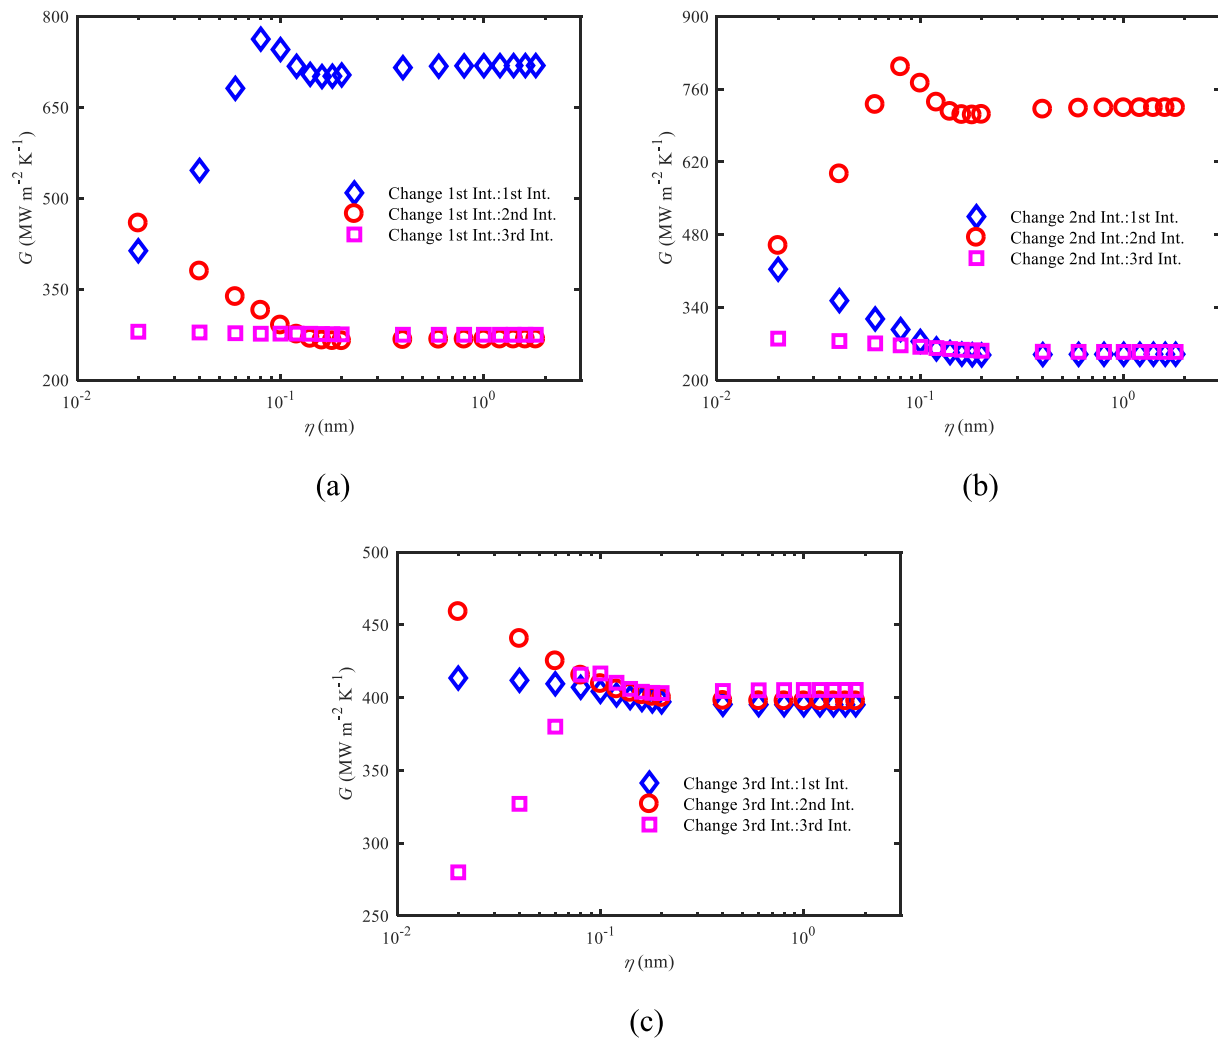 800
650
500
350
200
G (MW m⁻² K⁻¹)
Change 1st Int.:1st Int.
Change 1st Int.:2nd Int.
Change 1st Int.:3rd Int.
10⁻² 10⁻¹ 10⁰
η (nm)
(a)
900
760
620
480
340
200
G (MW m⁻² K⁻¹)
Change 2nd Int.:1st Int.
Change 2nd Int.:2nd Int.
Change 2nd Int.:3rd Int.
10⁻² 10⁻¹ 10⁰
η (nm)
(b)
500
450
400
350
300
250
G (MW m⁻² K⁻¹)
Change 3rd Int.:1st Int.
Change 3rd Int.:2nd Int.
Change 3rd Int.:3rd Int.
10⁻² 10⁻¹ 10⁰
η (nm)
(c)